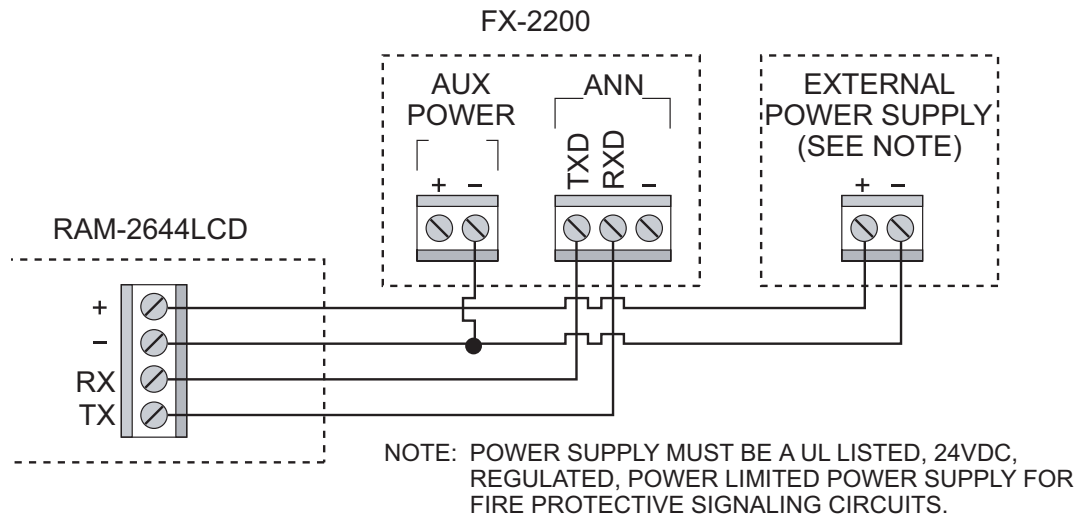 FX-2200
AUX
POWER
+ –
ANN
TXD
RXD
–
EXTERNAL
POWER SUPPLY
(SEE NOTE)
+ –
RAM-2644LCD
+
–
RX
TX
NOTE: POWER SUPPLY MUST BE A UL LISTED, 24VDC,
REGULATED, POWER LIMITED POWER SUPPLY FOR
FIRE PROTECTIVE SIGNALING CIRCUITS.